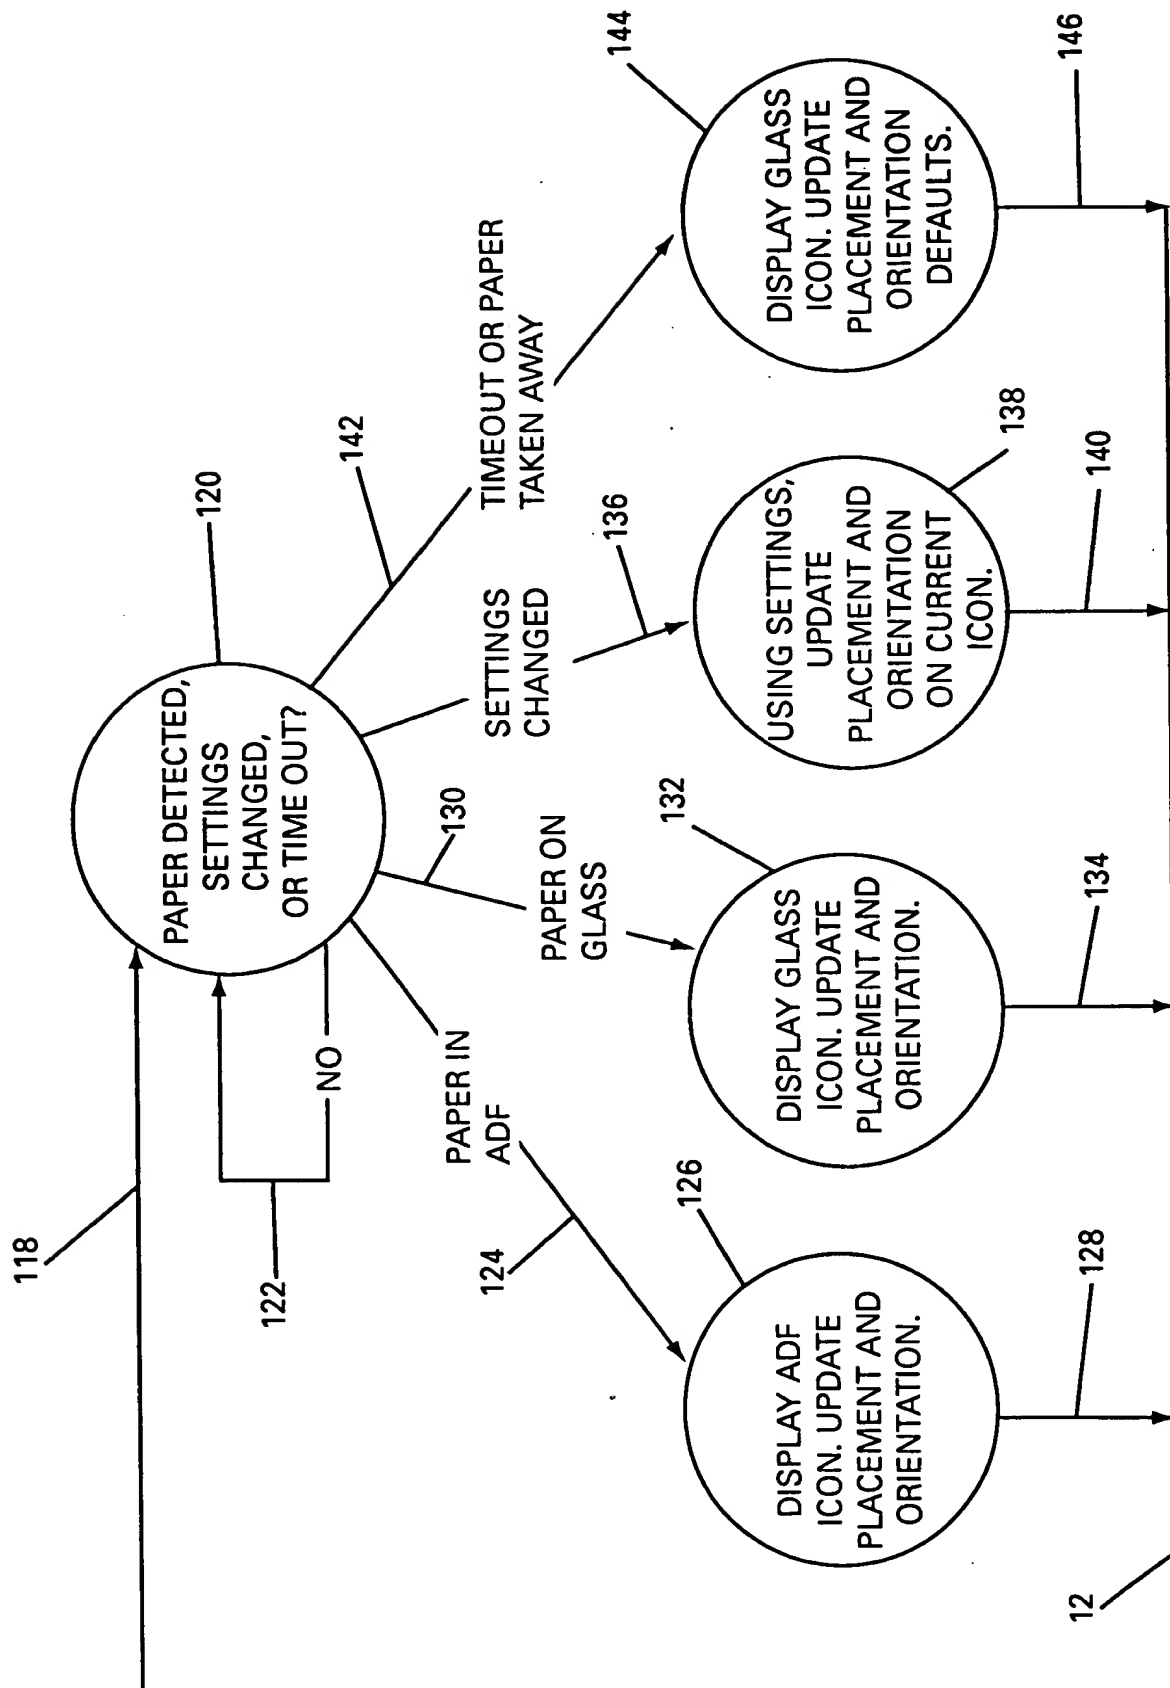 118
PAPER DETECTED,
SETTINGS
CHANGED,
OR TIME OUT?
120
122
NO
PAPER IN
ADF
124
130
PAPER ON
GLASS
SETTINGS
CHANGED
136
142
TIMEOUT OR PAPER
TAKEN AWAY
126
DISPLAY ADF
ICON. UPDATE
PLACEMENT AND
ORIENTATION.
128
132
DISPLAY GLASS
ICON. UPDATE
PLACEMENT AND
ORIENTATION.
134
USING SETTINGS,
UPDATE
PLACEMENT AND
ORIENTATION
ON CURRENT
ICON.
138
140
144
DISPLAY GLASS
ICON. UPDATE
PLACEMENT AND
ORIENTATION
DEFAULTS.
146
12